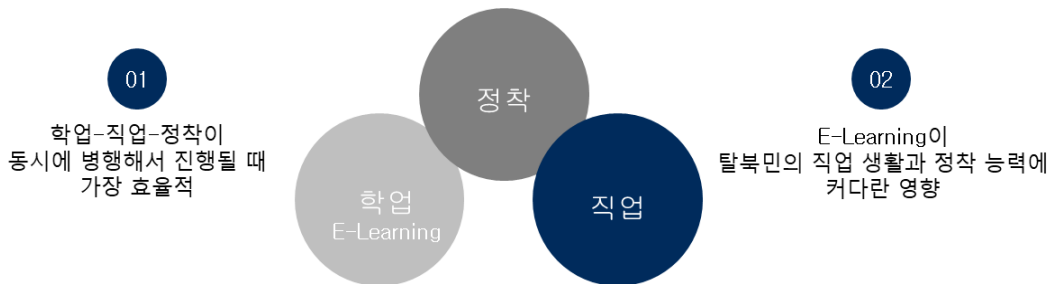 01
학업-직업-정착이
동시에 병행해서 진행될 때
가장 효율적
정착
학업
E-Learning
직업
02
E-Learning이
탈북민의 직업 생활과 정착 능력에
커다란 영향